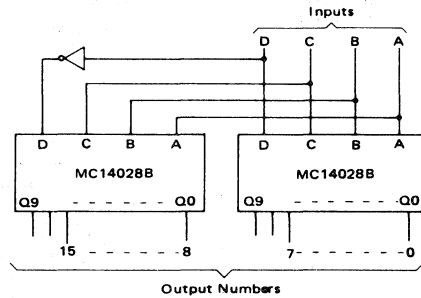 Inputs
D C B A
D C B A D C B A
MC14028B MC14028B
Q9 Q0 Q9 Q0
15 8 7 0
Output Numbers